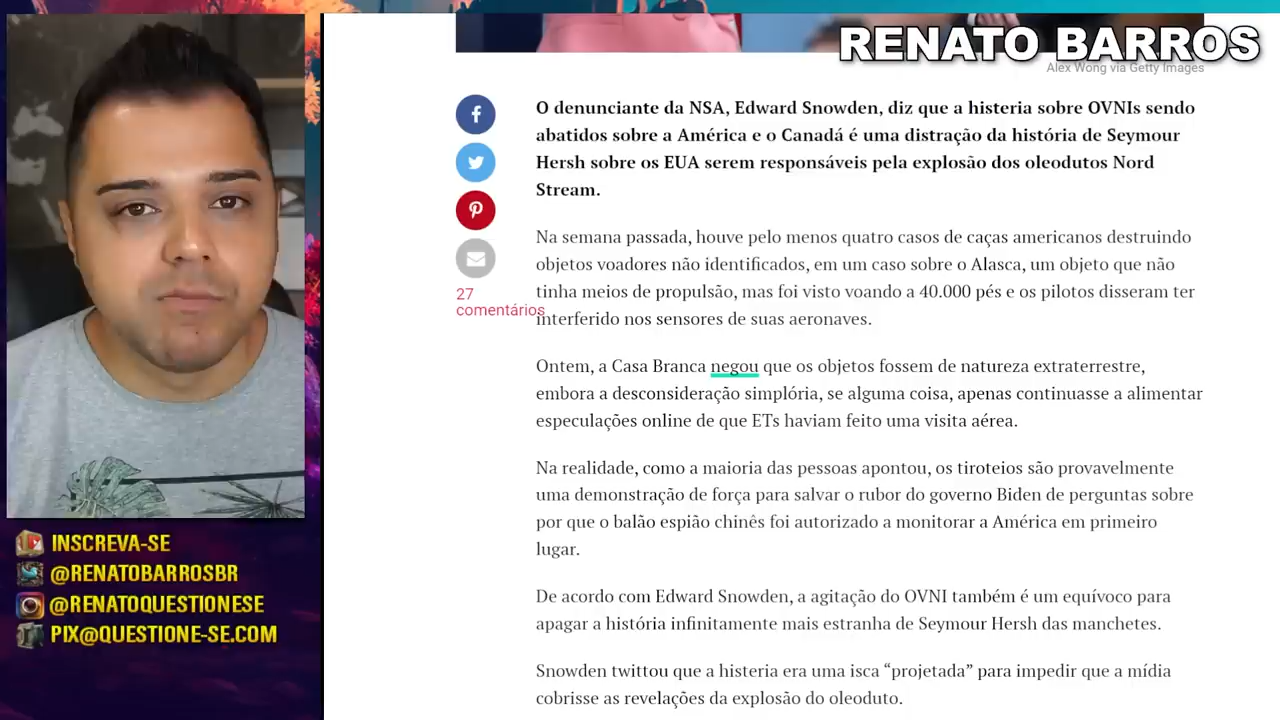 RENATO BARROS
Alex Wong via Getty Images
O denunciante da NSA, Edward Snowden, diz que a histeria sobre OVNIs sendo
abatidos sobre a América e o Canadá é uma distração da história de Seymour
Hersh sobre os EUA serem responsáveis pela explosão dos oleodutos Nord
Stream.
27
comentários
Na semana passada, houve pelo menos quatro casos de caças americanos destruindo
objetos voadores não identificados, em um caso sobre o Alasca, um objeto que não
tinha meios de propulsão, mas foi visto voando a 40.000 pés e os pilotos disseram ter
interferido nos sensores de suas aeronaves.
Ontem, a Casa Branca negou que os objetos fossem de natureza extraterrestre,
embora a desconsideração simplória, se alguma coisa, apenas continuasse a alimentar
especulações online de que ETs haviam feito uma visita aérea.
Na realidade, como a maioria das pessoas apontou, os tiroteios são provavelmente
uma demonstração de força para salvar o rubor do governo Biden de perguntas sobre
por que o balão espião chinês foi autorizado a monitorar a América em primeiro
lugar.
De acordo com Edward Snowden, a agitação do OVNI também é um equívoco para
apagar a história infinitamente mais estranha de Seymour Hersh das manchetes.
Snowden twittou que a histeria era uma isca “projetada” para impedir que a mídia
cobrisse as revelações da explosão do oleoduto.
INSCREVA-SE
@RENATOBARROSBR
@RENATOQUESTIONESE
PIX@QUESTIONE-SE.COM